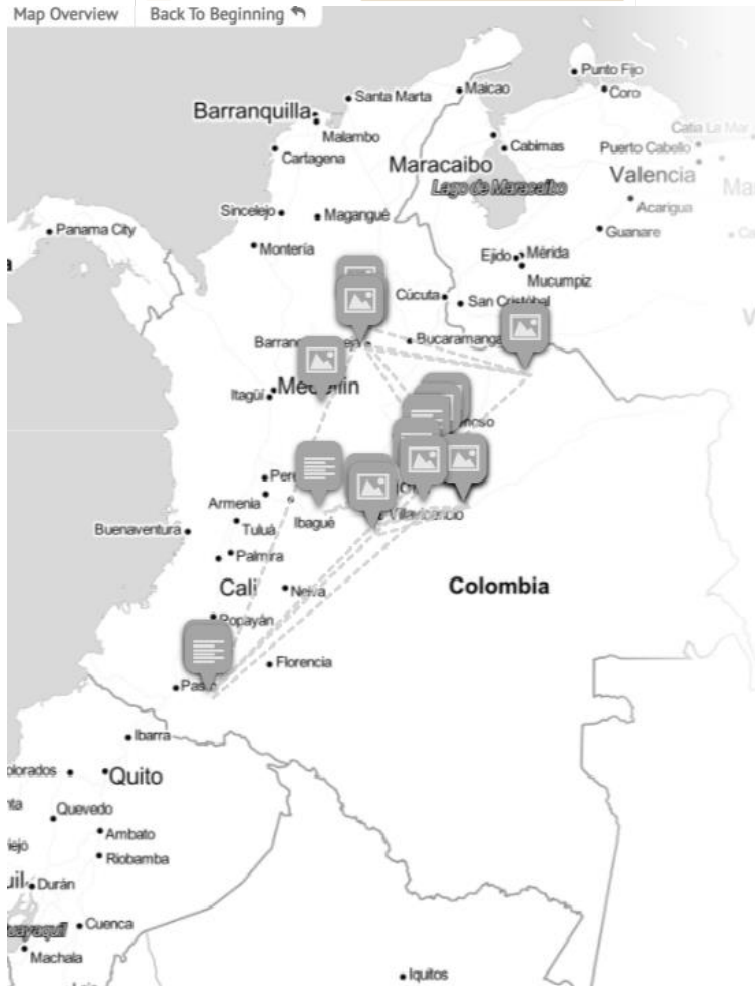 Map Overview
Back To Beginning
Punto Fijo
Maicao
Santa Marta
Coro
Barranquilla
Malambo
Catia La Mar
Cartagena
Cabimas
Puerto Cabello
Maracaibo
Lago de Maracaibo
Valencia
Acarigua
Sincelejo
Magangué
Panama City
Guanare
Montería
Ejido
Mérida
Mucumpiz
Cúcuta
San Cristóbal
Bucaramanga
Medellín
Itagüí
Armenia
Ibagué
Villavicencio
Buenaventura
Tuluá
Palmira
Cali
Neiva
Colombia
Popayán
Florencia
Ibarra
Quito
Quevedo
Ambato
Riobamba
Durán
Cuenca
Machala
Iquitos